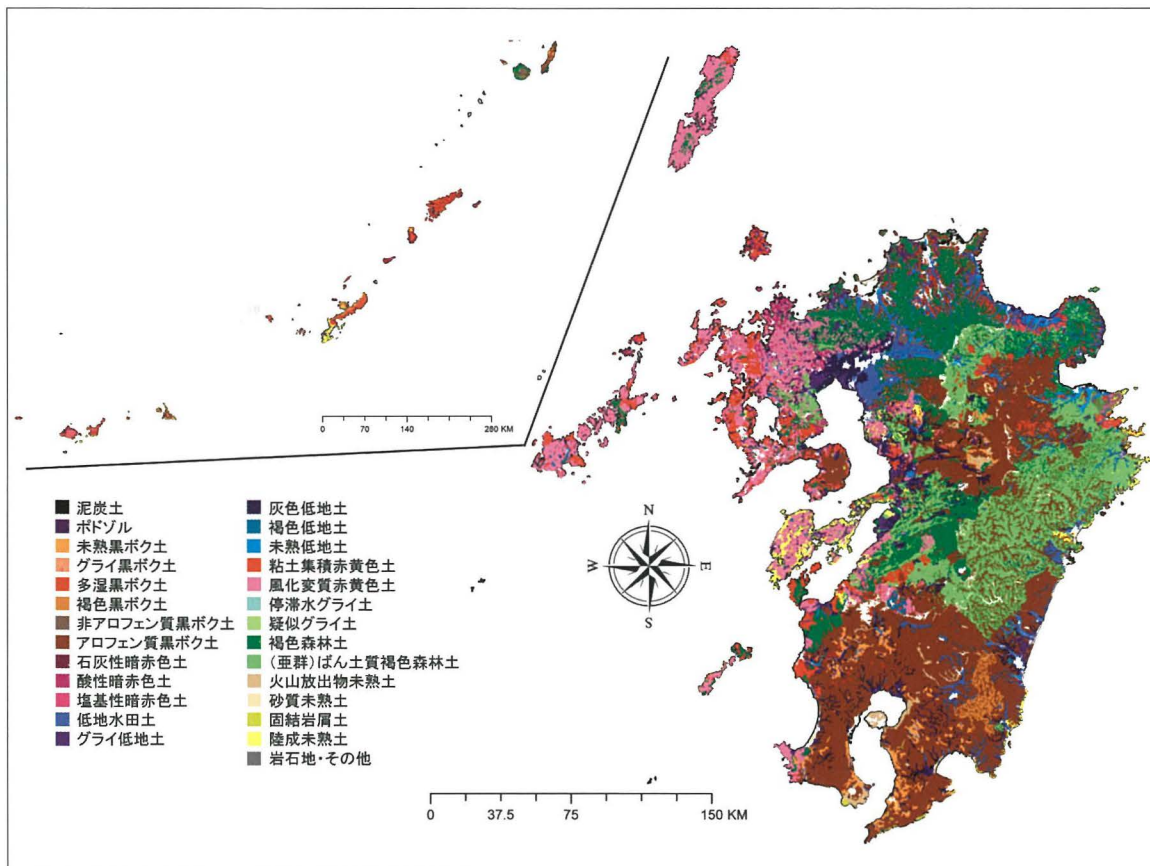 0 70 140 280 KM
泥炭土
ポドゾル
未熟黒ボク土
グライ黒ボク土
多湿黒ボク土
褐色黒ボク土
非アロフェン質黒ボク土
アロフェン質黒ボク土
石灰性暗赤色土
酸性暗赤色土
塩基性暗赤色土
低地水田土
グライ低地土
灰色低地土
褐色低地土
未熟低地土
粘土集積赤黄色土
風化変質赤黄色土
停滞水グライ土
疑似グライ土
褐色森林土
(亜群)ばん土質褐色森林土
火山放出物未熟土
砂質未熟土
固結岩屑土
陸成未熟土
岩石地・その他
N
W
E
S
0 37.5 75 150 KM